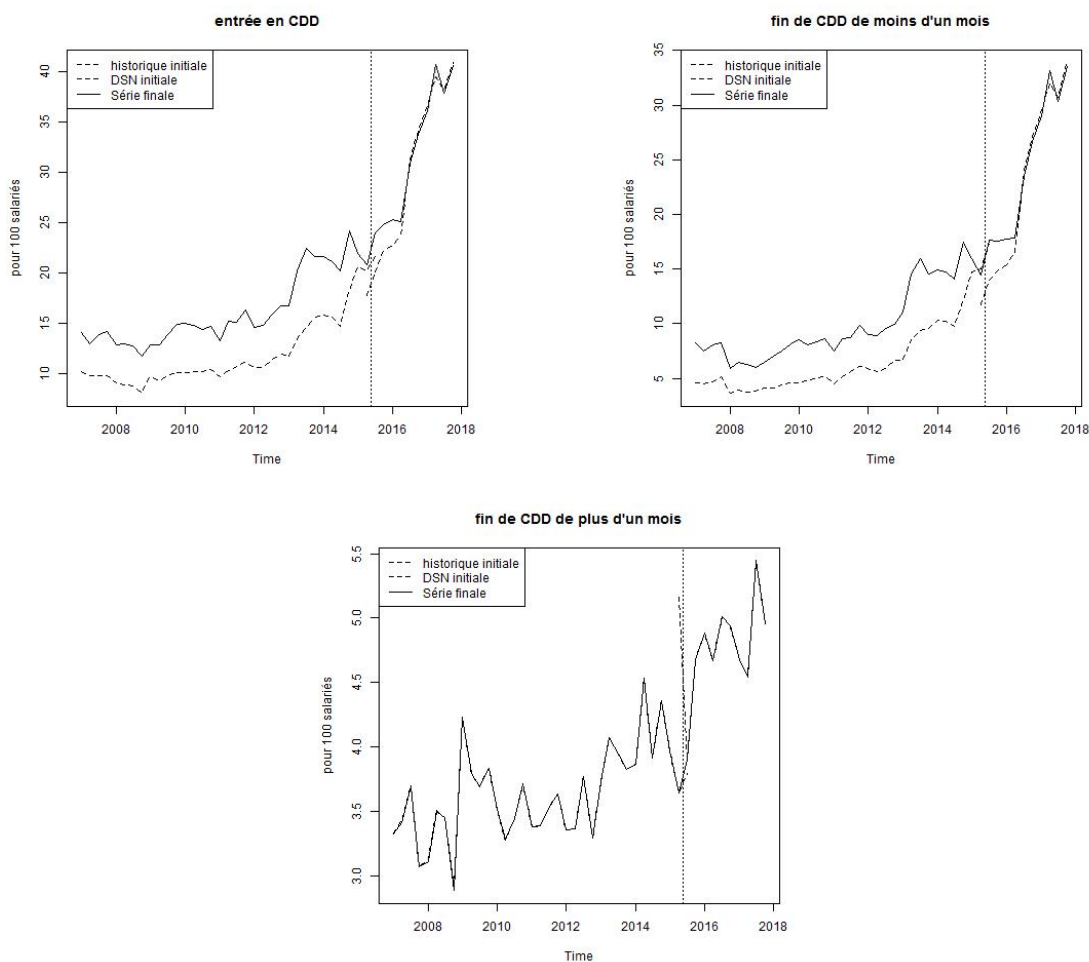 entrée en CDD
historique initiale
DSN initiale
Série finale
pour 100 salariés
40
35
30
25
20
15
10
2008 2010 2012 2014 2016 2018
Time
fin de CDD de moins d'un mois
historique initiale
DSN initiale
Série finale
pour 100 salariés
35
30
25
20
15
10
5
2008 2010 2012 2014 2016 2018
Time
fin de CDD de plus d'un mois
historique initiale
DSN initiale
Série finale
pour 100 salariés
5.5
5.0
4.5
4.0
3.5
3.0
2008 2010 2012 2014 2016 2018
Time